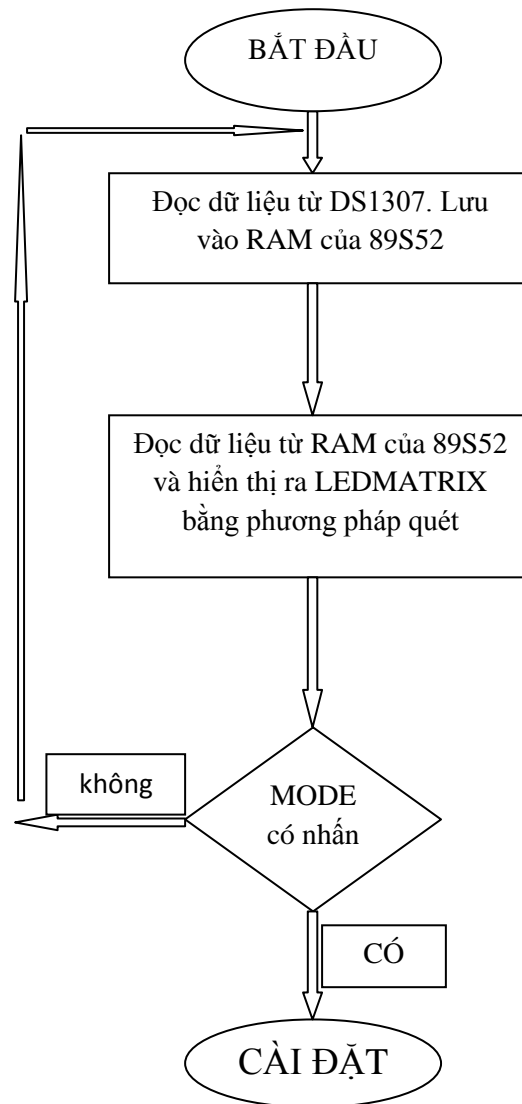 BẮT ĐẦU
Đọc dữ liệu từ DS1307. Lưu
vào RAM của 89S52
Đọc dữ liệu từ RAM của 89S52
và hiển thị ra LEDMATRIX
bằng phương pháp quét
không
MODE
có nhấn
CÓ
CÀI ĐẶT